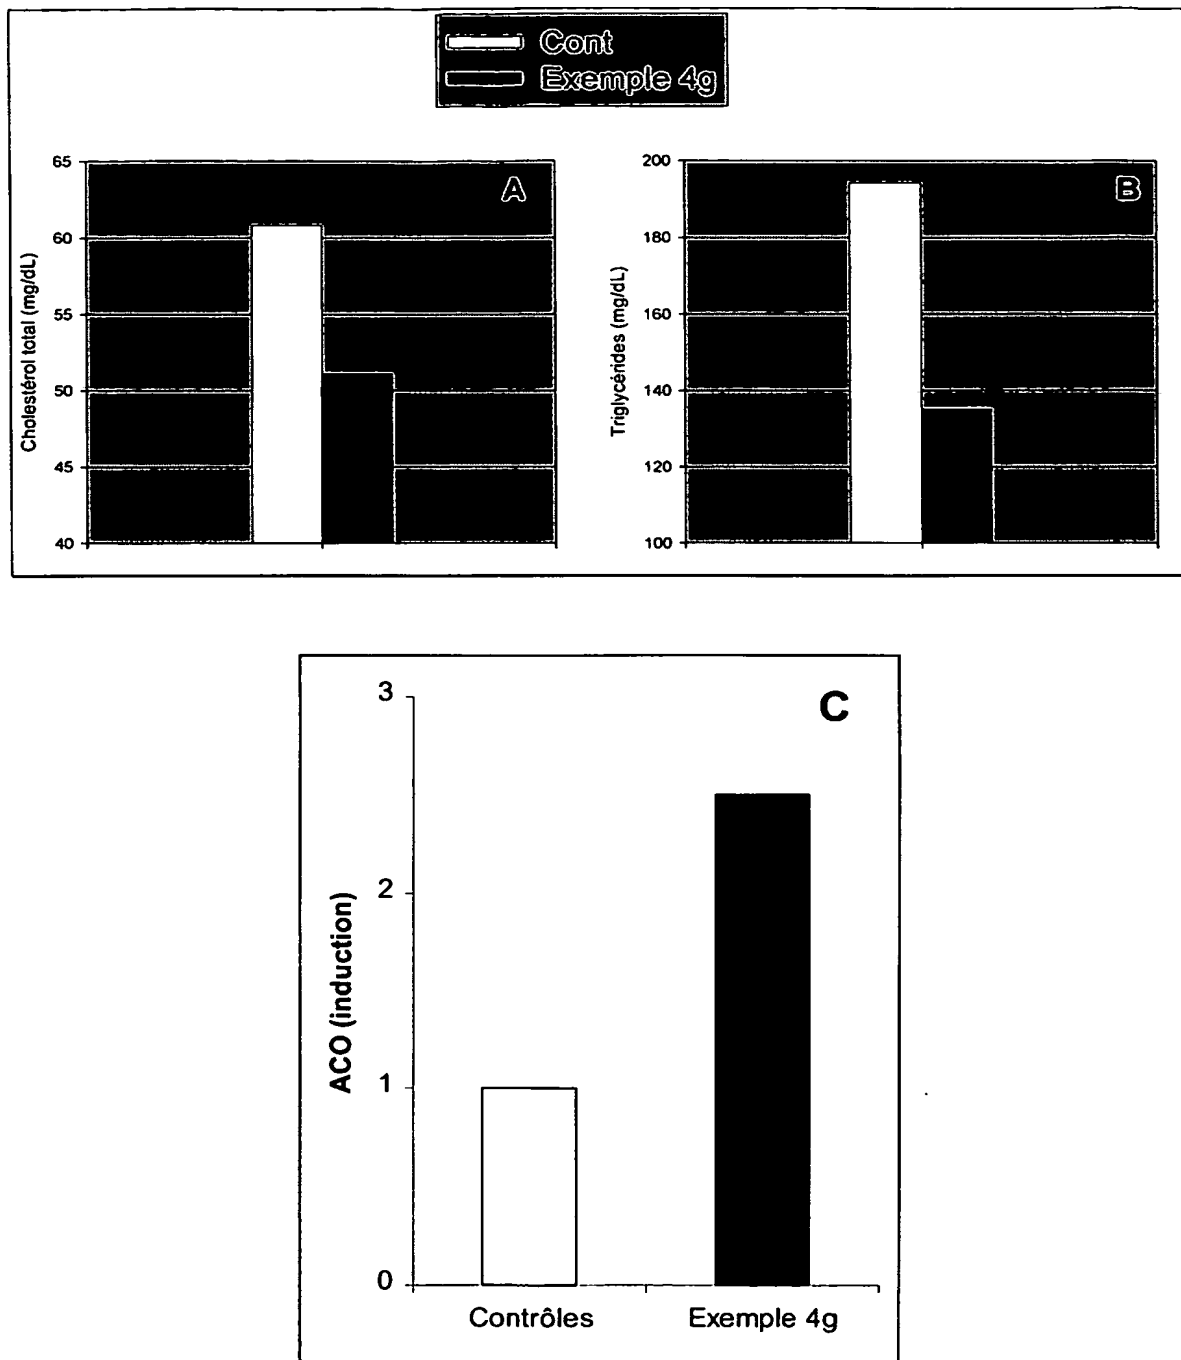 Cont
Exemple 4g
A
Cholestérol total (mg/dL)
65
60
55
50
45
40
B
Triglycérides (mg/dL)
200
180
160
140
120
100
C
ACO (induction)
3
2
1
0
Contrôles
Exemple 4g